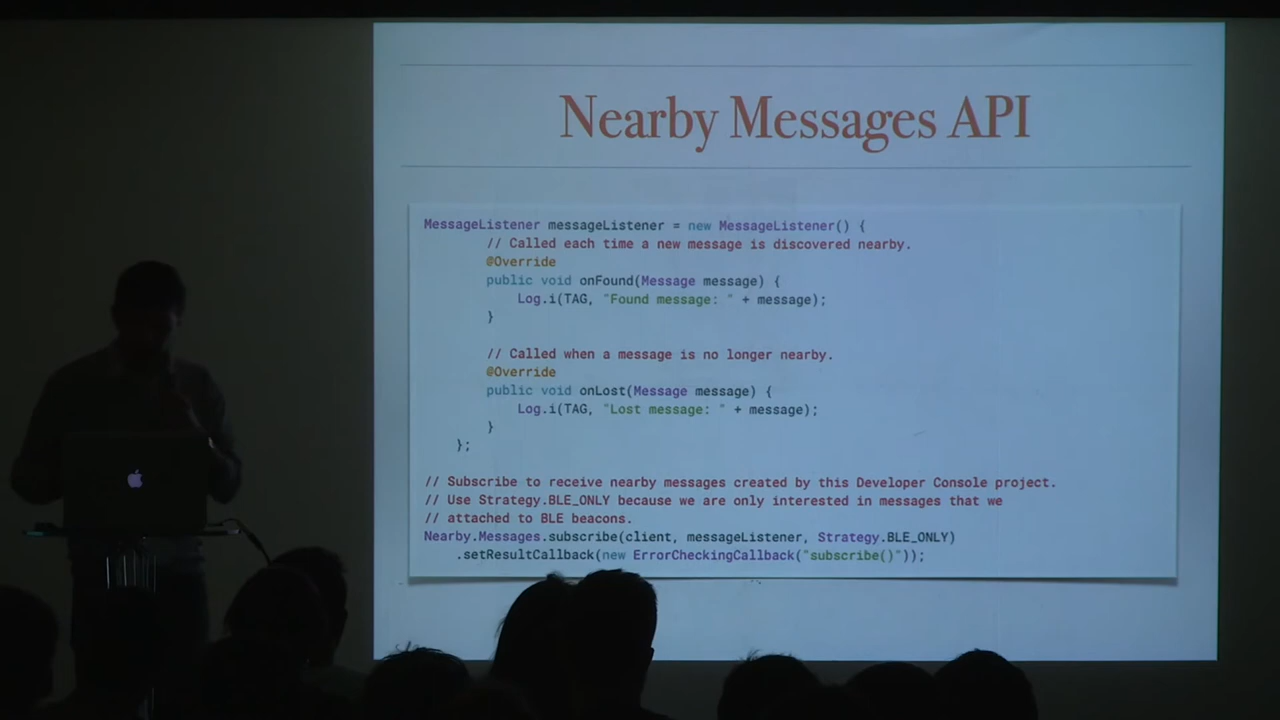 Nearby Messages API
MessageListener messageListener = new MessageListener() {
// Called each time a new message is discovered nearby.
@Override
public void onFound(Message message) {
Log.i(TAG, "Found message: " + message);
}
// Called when a message is no longer nearby.
@Override
public void onLost(Message message) {
Log.i(TAG, "Lost message: " + message);
}
};
// Subscribe to receive nearby messages created by this Developer Console project.
// Use Strategy.BLE_ONLY because we are only interested in messages that we
// attached to BLE beacons.
Nearby.Messages.subscribe(client, messageListener, Strategy.BLE_ONLY)
.setResultCallback(new ErrorCheckingCallback("subscribe()"));